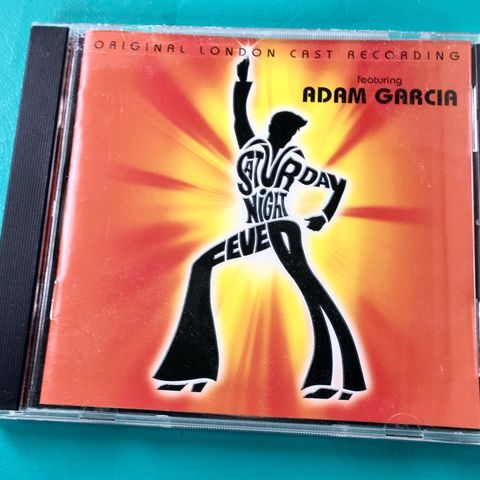 ORIGINAL LONDON CAST RECORDING
featuring
ADAM GARCIA
SATURDAY
NIGHT
FEVER